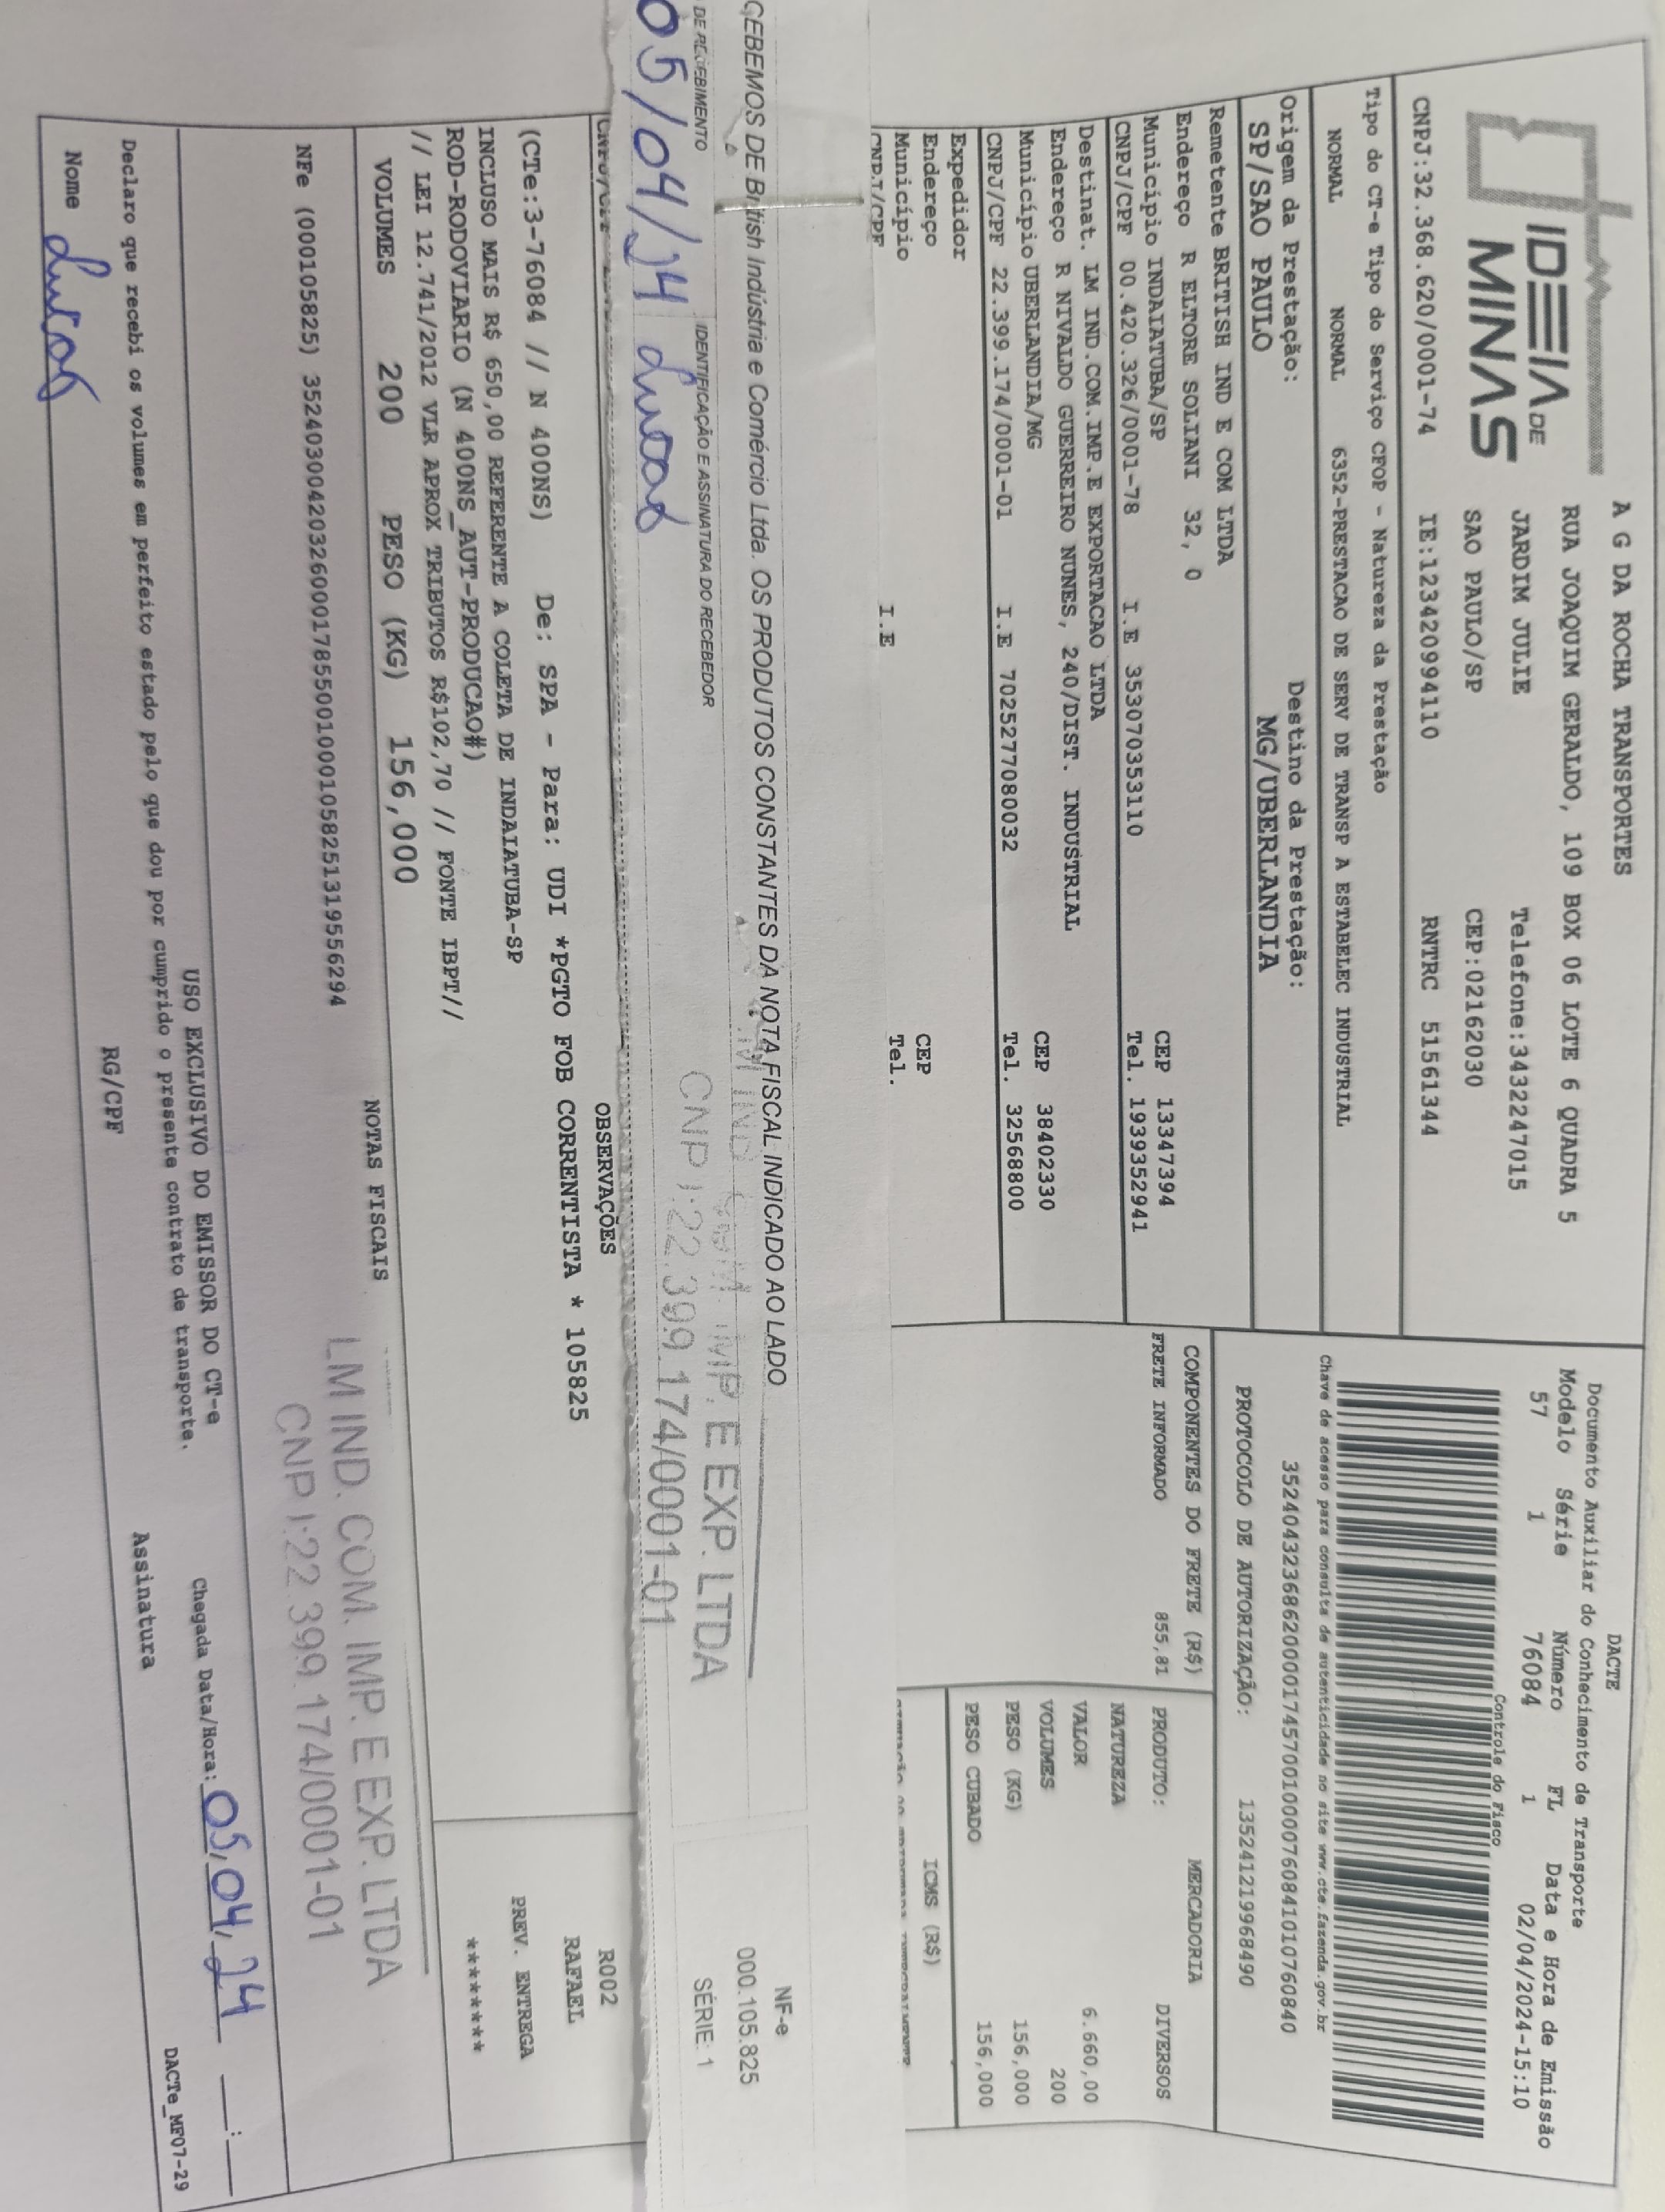 IDEIA DE
MINAS
A G DA ROCHA TRANSPORTES
RUA JOAQUIM GERALDO, 109 BOX 06 LOTE 6 QUADRA 5
JARDIM JULIE Telefone:3432247015
SAO PAULO/SP CEP:02162030
CNPJ:32.368.620/0001-74 IE:123420994110 RNTRC 51561344
Tipo do CT-e Tipo do Serviço CFOP - Natureza da Prestação
NORMAL NORMAL 6352-PRESTACAO DE SERV DE TRANSP A ESTABELEC INDUSTRIAL
Origem da Prestação: Destino da Prestação:
SP/SAO PAULO MG/UBERLANDIA
DACTE
Documento Auxiliar do Conhecimento de Transporte
Modelo Série Número FL Data e Hora de Emissão
57 1 76084 1 02/04/2024-15:10
Controle do Fisco
Chave de acesso para consulta de autenticidade no site www.cte.fazenda.gov.br
35240432368620000174570010000760841010760840
PROTOCOLO DE AUTORIZAÇÃO: 135241219968490
Remetente BRITISH IND E COM LTDA
Endereço R ELTORE SOLIANI 32, 0 CEP 13347394
Município INDAIATUBA/SP Tel. 1939352941
CNPJ/CPF 00.420.326/0001-78 I.E 353070353110
Destinat. LM IND.COM.IMP.E EXPORTACAO LTDA
Endereço R NIVALDO GUERREIRO NUNES, 240/DIST. INDUSTRIAL
Município UBERLANDIA/MG CEP 38402330
CNPJ/CPF 22.399.174/0001-01 I.E 7025277080032 Tel. 32568800
Expedidor
Endereço CEP
Município Tel.
CNPJ/CPF I.E
COMPONENTES DO FRETE (R$)
FRETE INFORMADO 855,81
MERCADORIA
PRODUTO: DIVERSOS
NATUREZA
VALOR 6.660,00
VOLUMES 200
PESO (KG) 156,000
PESO CUBADO 156,000
ICMS (R$)
CEBEMOS DE British Indústria e Comércio Ltda. OS PRODUTOS CONSTANTES DA NOTA FISCAL INDICADO AO LADO
NF-e
000.105.825
SÉRIE: 1
DE RECEBIMENTO IDENTIFICAÇÃO E ASSINATURA DO RECEBEDOR
05/04/24 Lucas
IMP. E EXP. LTDA
CNPJ:22.399.174/0001-01
CNPJ/CPF
OBSERVAÇÕES
(CTe:3-76084 // N 400NS) De: SPA - Para: UDI *PGTO FOB CORRENTISTA * 105825
INCLUSO MAIS R$ 650,00 REFERENTE A COLETA DE INDAIATUBA-SP
ROD-RODOVIARIO (N 400NS_AUT-PRODUCAO#)
// LEI 12.741/2012 VLR APROX TRIBUTOS R$102,70 // FONTE IBPT//
R002
RAFAEL
PREV. ENTREGA
*******
VOLUMES 200 PESO (KG) 156,000
NOTAS FISCAIS
NFe (000105825) 35240300420326000178550010001058251319556294
LM IND. COM. IMP. E EXP. LTDA
CNPJ:22.399.174/0001-01
USO EXCLUSIVO DO EMISSOR DO CT-e
Declaro que recebi os volumes em perfeito estado pelo que dou por cumprido o presente contrato de transporte.
Chegada Data/Hora: 05/04/24 __:__
Nome Lucas RG/CPF Assinatura
DACTe_MF07-29